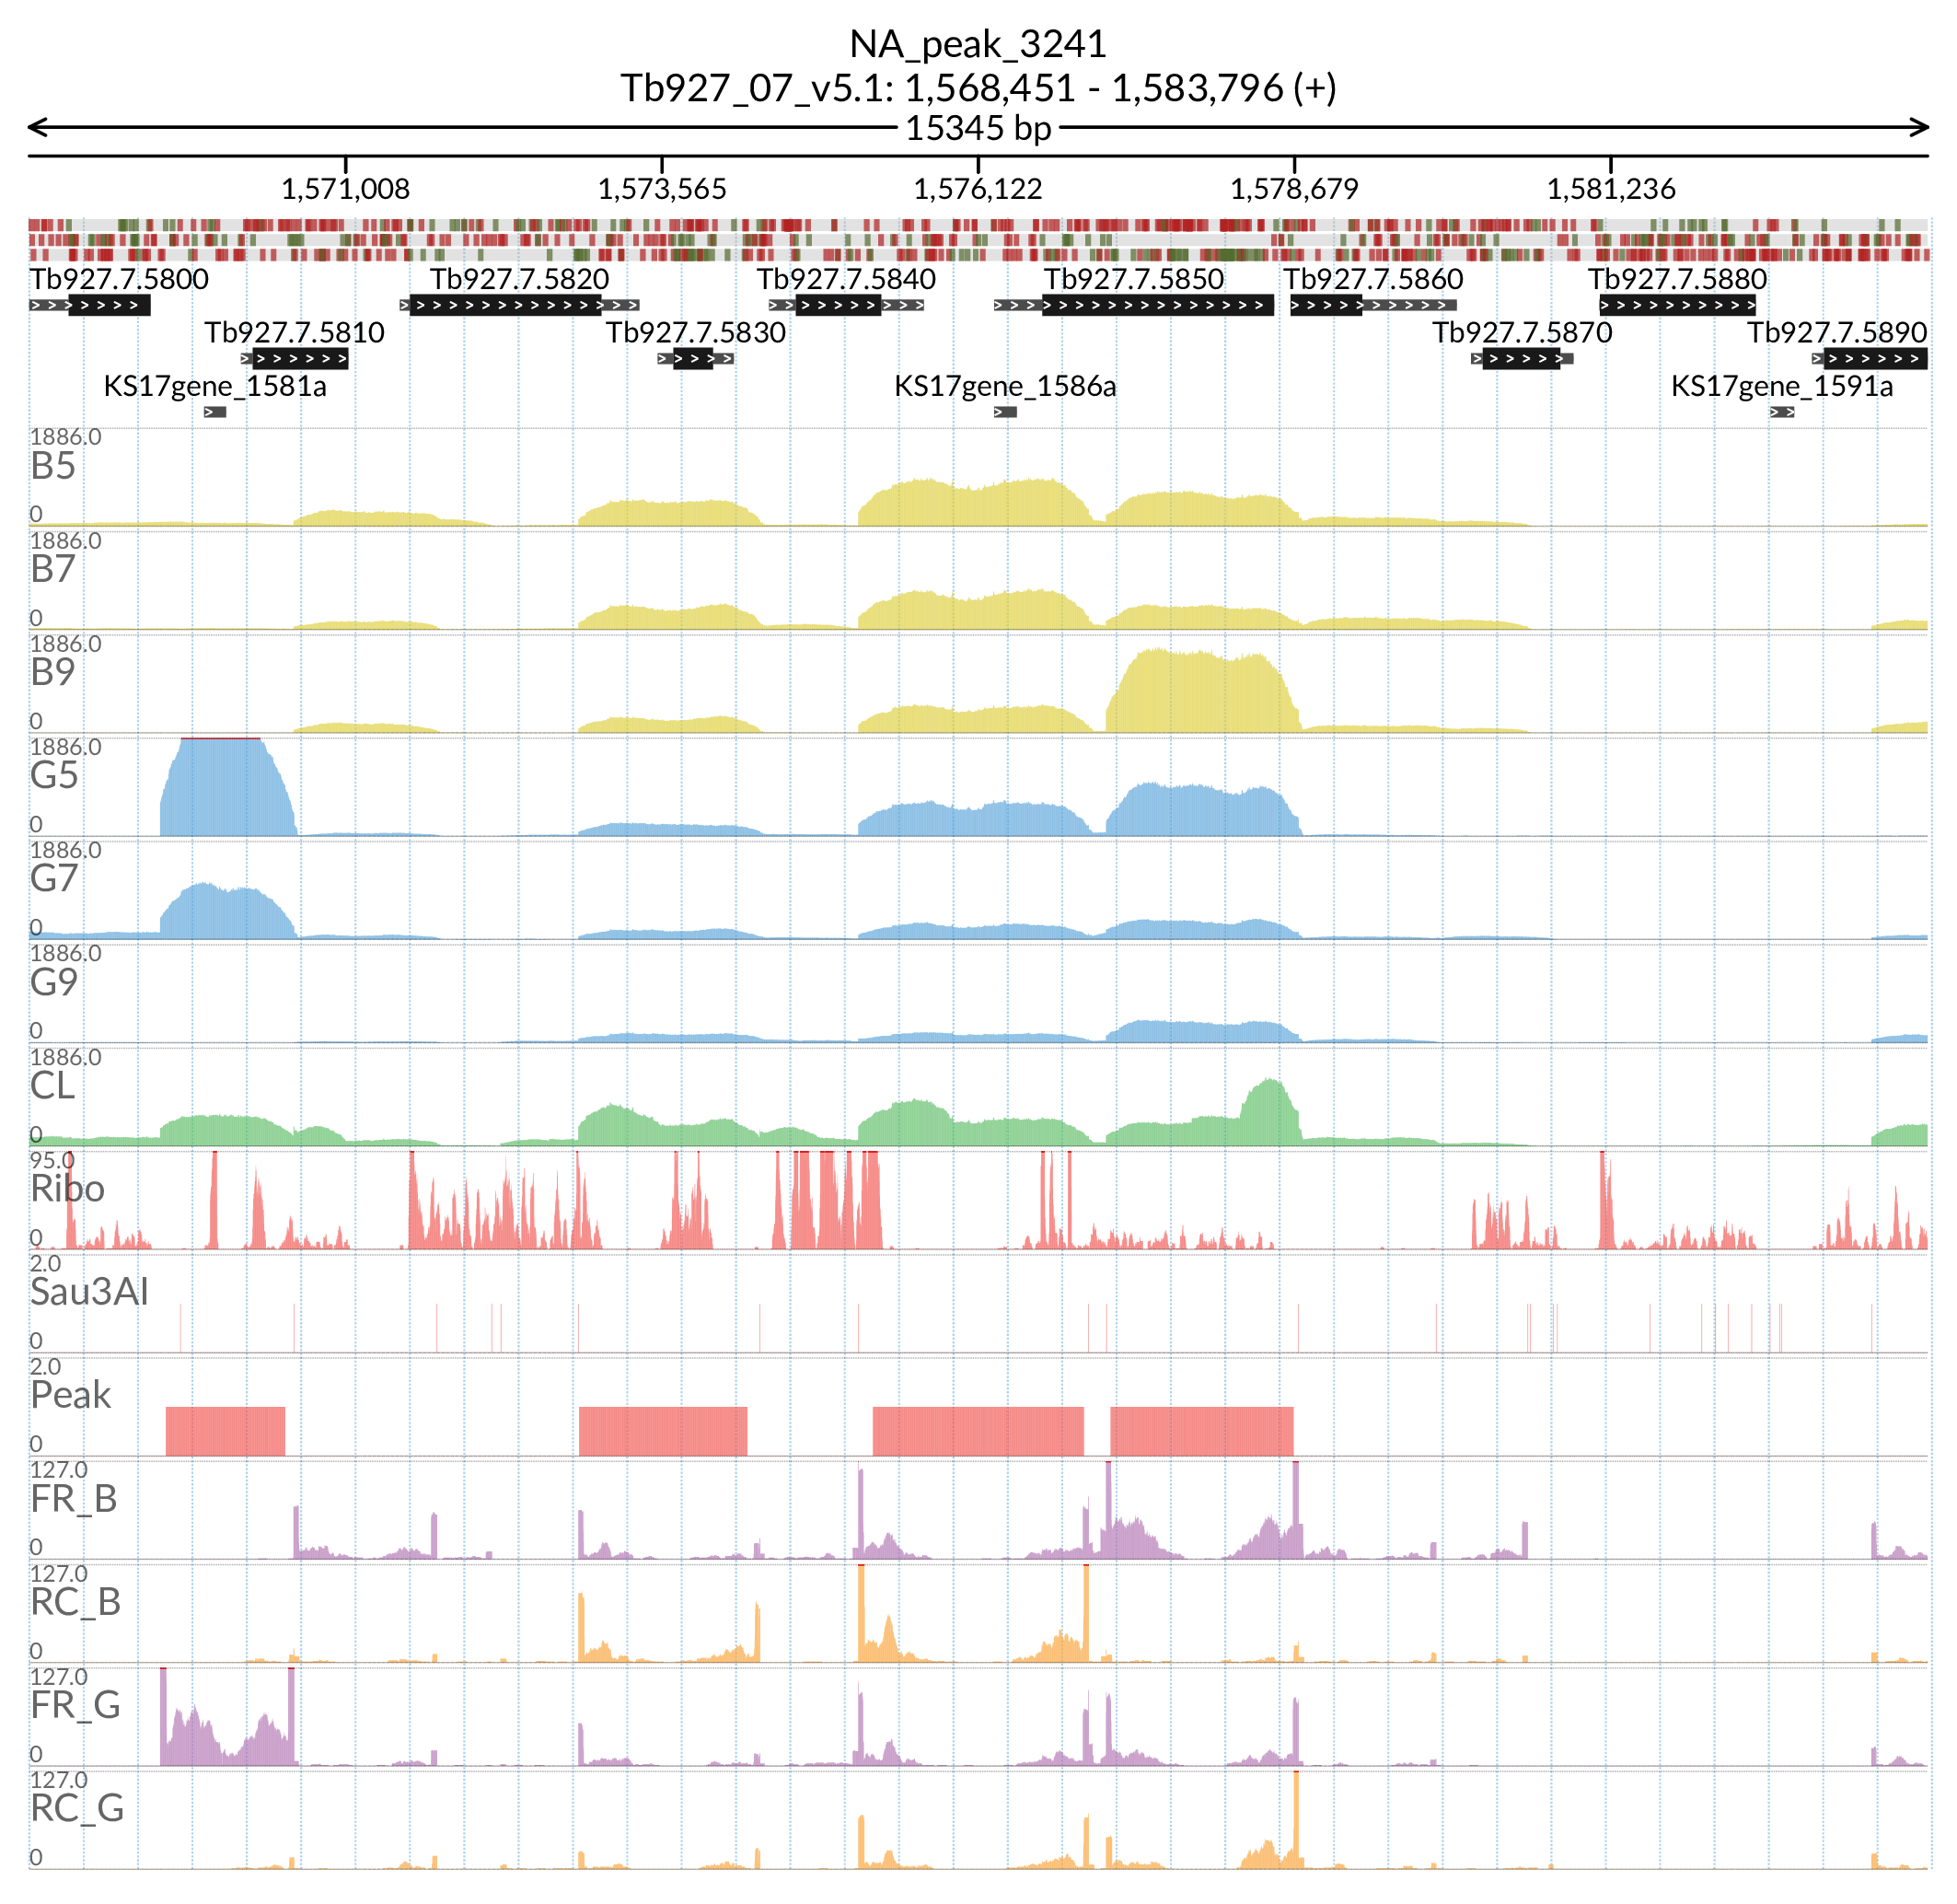 NA_peak_3241
Tb927_07_v5.1: 1,568,451 - 1,583,796 (+)
15345 bp
1,571,008 1,573,565 1,576,122 1,578,679 1,581,236
Tb927.7.5800 Tb927.7.5820 Tb927.7.5840 Tb927.7.5850 Tb927.7.5860 Tb927.7.5880
Tb927.7.5810 Tb927.7.5830 Tb927.7.5870 Tb927.7.5890
KS17gene_1581a KS17gene_1586a KS17gene_1591a
1886.0
B5
0
1886.0
B7
0
1886.0
B9
0
1886.0
G5
0
1886.0
G7
0
1886.0
G9
0
1886.0
CL
0
95.0
Ribo
0
2.0
Sau3AI
0
2.0
Peak
0
127.0
FR_B
0
127.0
RC_B
0
127.0
FR_G
0
127.0
RC_G
0